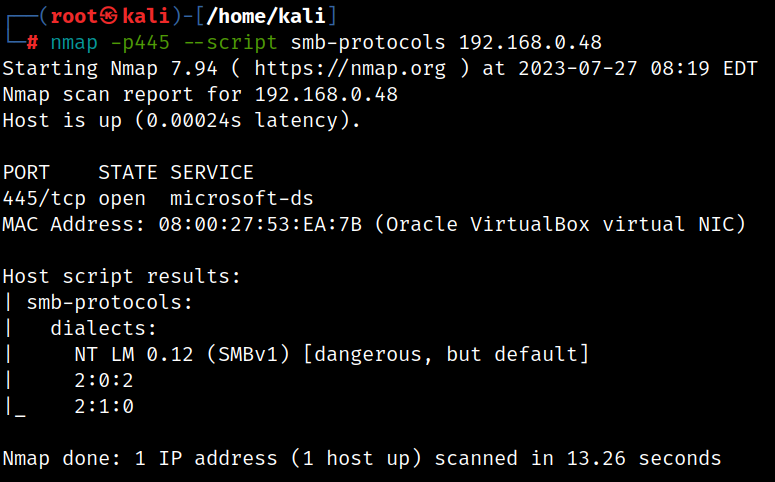 ┌──(root㉿kali)-[/home/kali]
└─# nmap -p445 --script smb-protocols 192.168.0.48
Starting Nmap 7.94 ( https://nmap.org ) at 2023-07-27 08:19 EDT
Nmap scan report for 192.168.0.48
Host is up (0.00024s latency).

PORT    STATE SERVICE
445/tcp open  microsoft-ds
MAC Address: 08:00:27:53:EA:7B (Oracle VirtualBox virtual NIC)

Host script results:
| smb-protocols:
|   dialects:
|     NT LM 0.12 (SMBv1) [dangerous, but default]
|     2:0:2
|_    2:1:0

Nmap done: 1 IP address (1 host up) scanned in 13.26 seconds